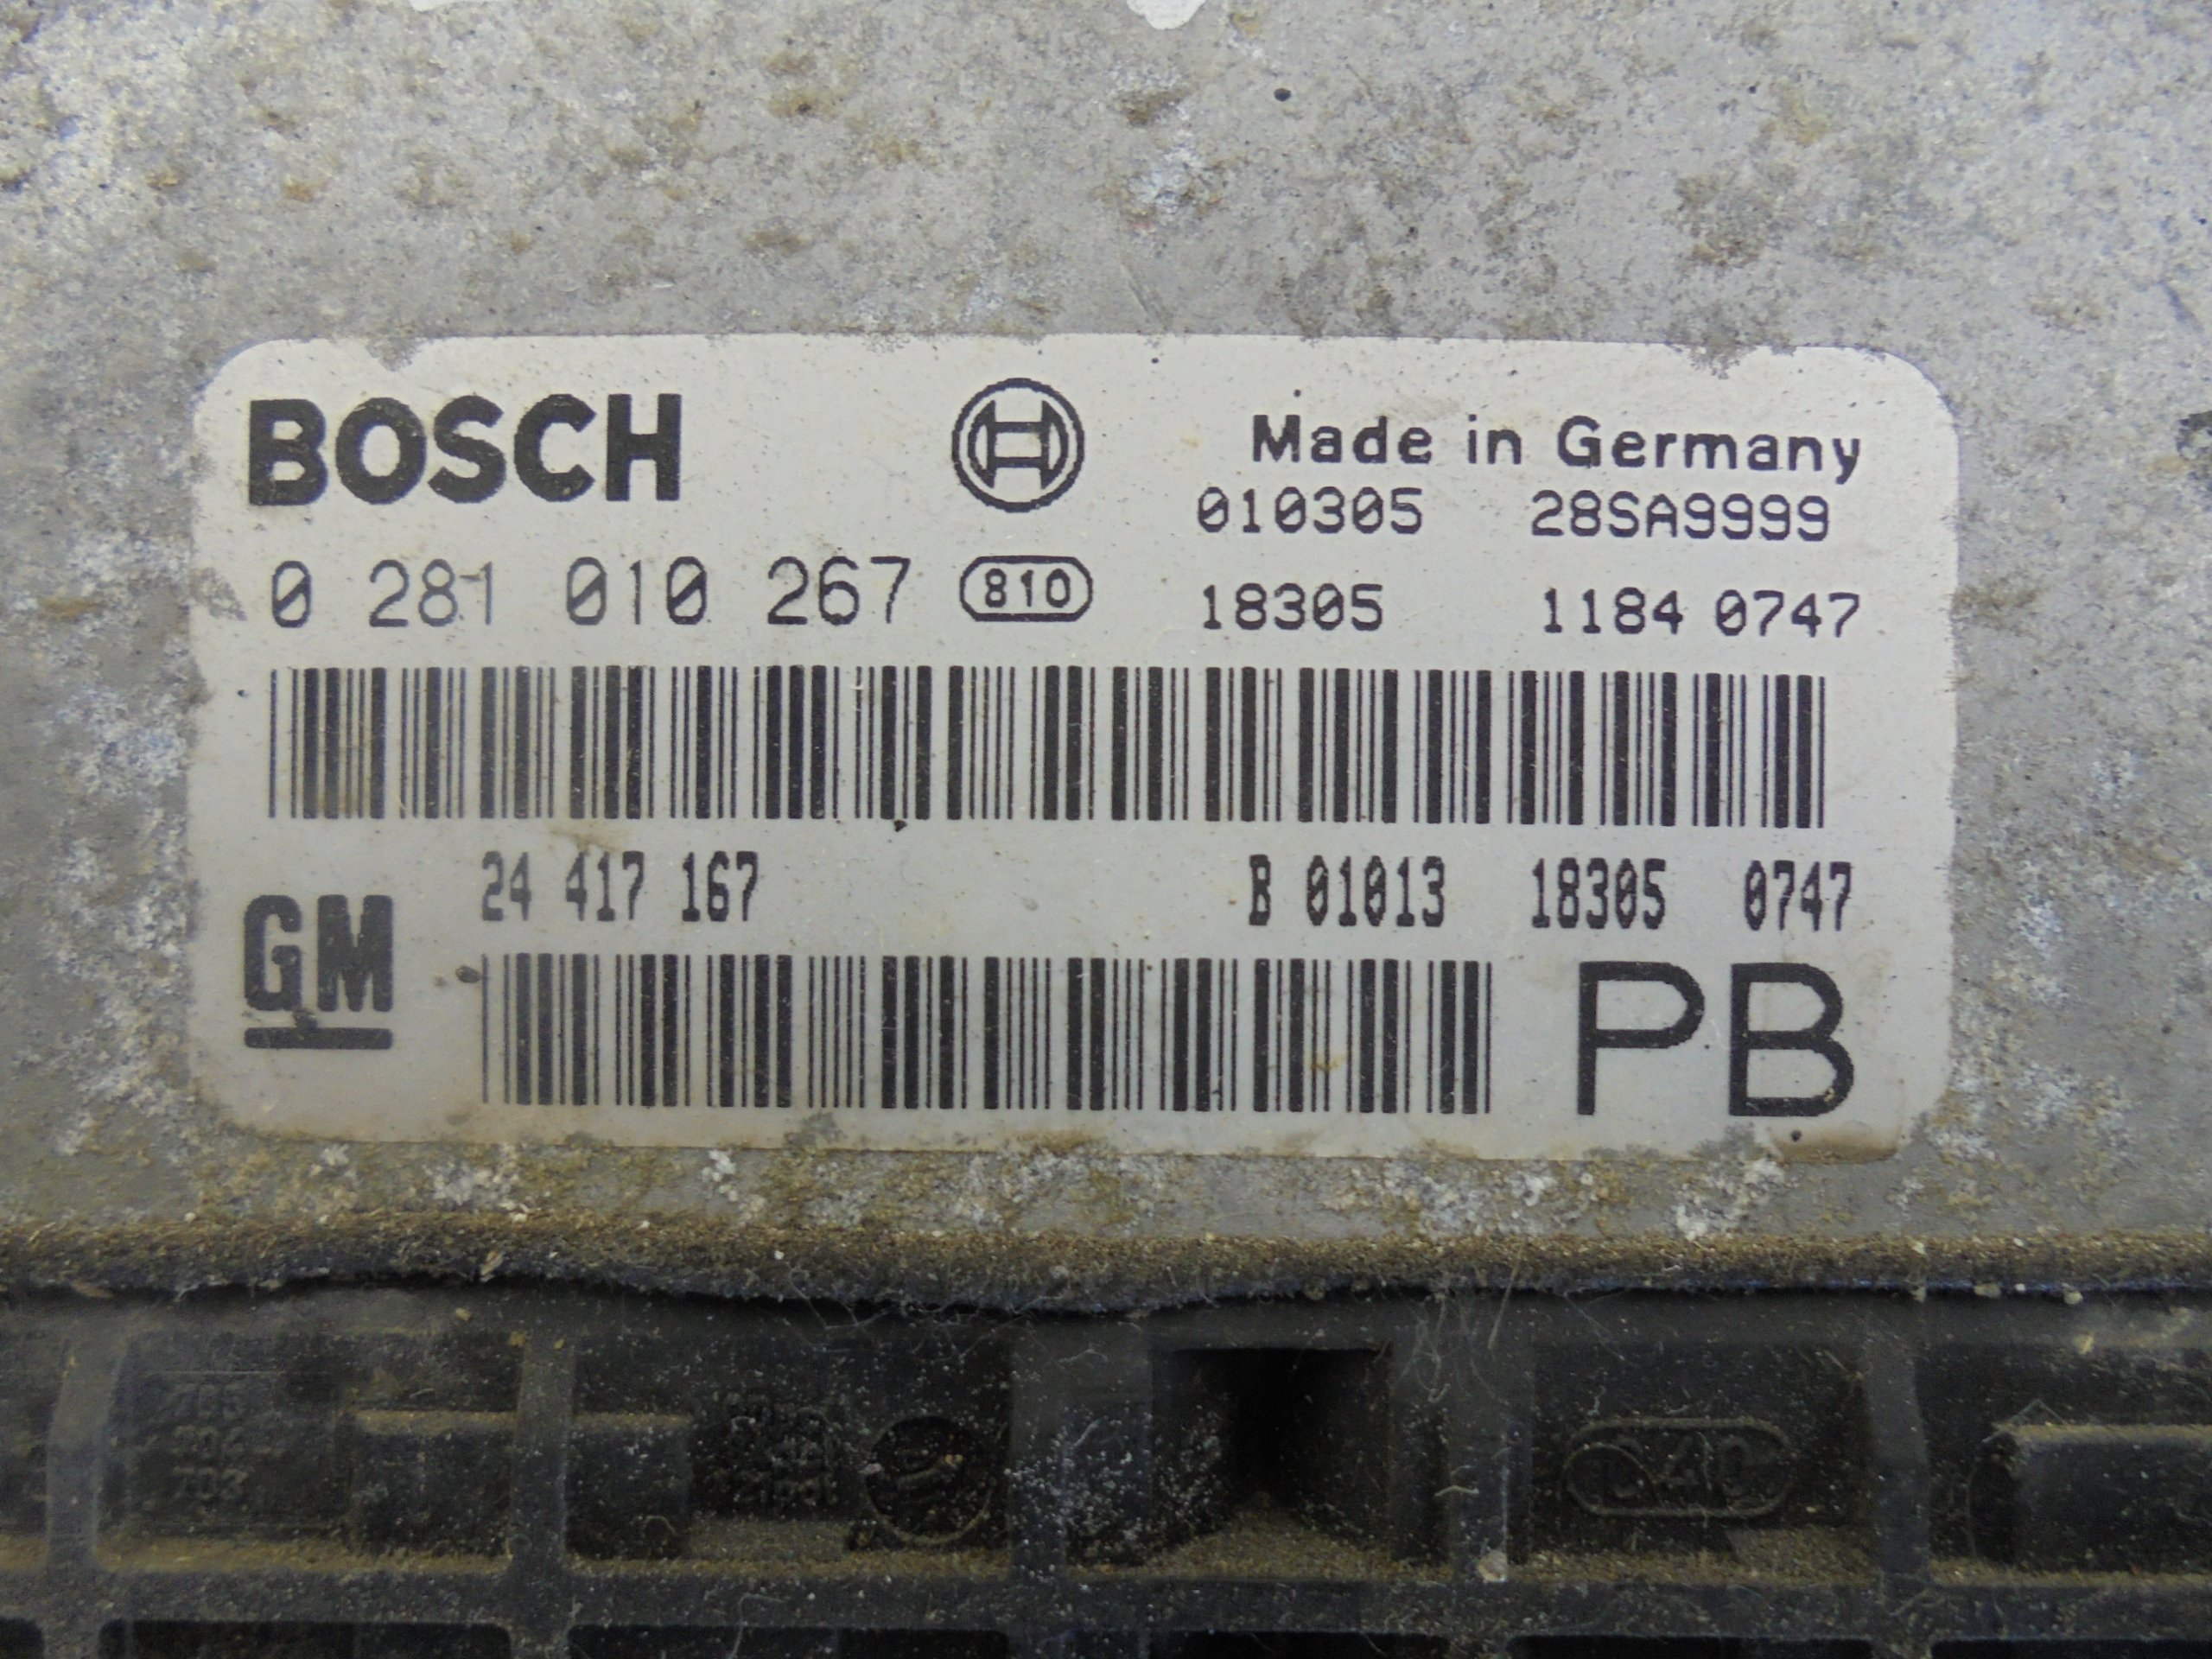 BOSCH
Made in Germany
010305 28SA9999
0 281 010 267 810 18305 1184 0747
24 417 167 B 01013 18305 0747
GM
PB
703